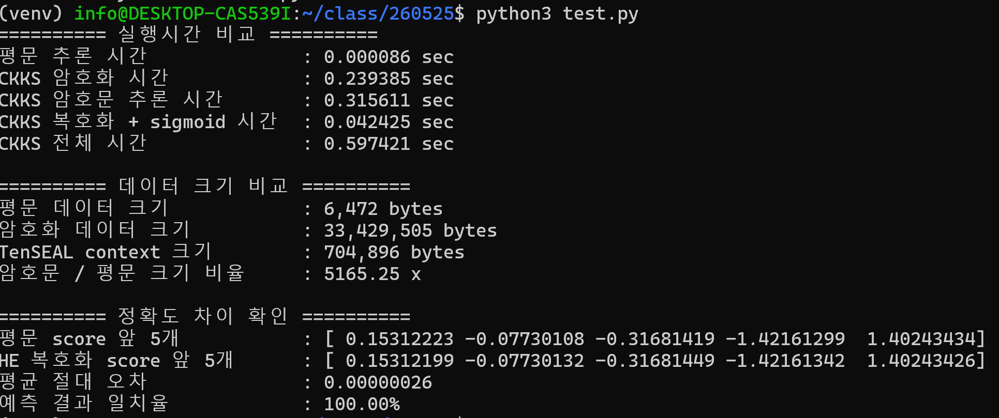 (venv) info@DESKTOP-CAS539I:~/class/260525$ python3 test.py
========== 실행시간 비교 ==========
평문 추론 시간 : 0.000086 sec
CKKS 암호화 시간 : 0.239385 sec
CKKS 암호문 추론 시간 : 0.315611 sec
CKKS 복호화 + sigmoid 시간 : 0.042425 sec
CKKS 전체 시간 : 0.597421 sec
========== 데이터 크기 비교 ==========
평문 데이터 크기 : 6,472 bytes
암호화 데이터 크기 : 33,429,505 bytes
TenSEAL context 크기 : 704,896 bytes
암호문 / 평문 크기 비율 : 5165.25 x
========== 정확도 차이 확인 ==========
평문 score 앞 5개 : [ 0.15312223 -0.07730108 -0.31681419 -1.42161299  1.40243434]
HE 복호화 score 앞 5개 : [ 0.15312199 -0.07730132 -0.31681449 -1.42161342  1.40243426]
평균 절대 오차 : 0.00000026
예측 결과 일치율 : 100.00%